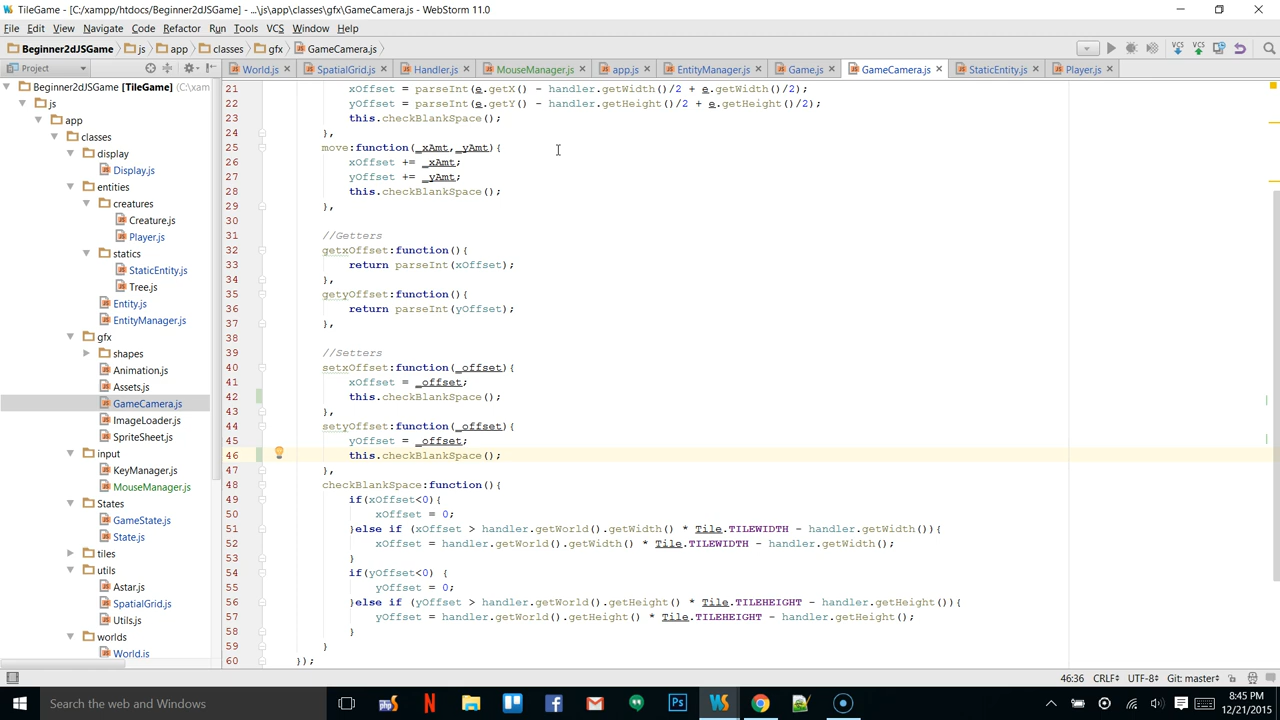 TileGame - [C:/xampp/htdocs/Beginner2dJSGame] - ...\js\app\classes\gfx\GameCamera.js - WebStorm 11.0
File Edit View Navigate Code Refactor Run Tools VCS Window Help
Beginner2dJSGame js app classes gfx GameCamera.js
Project World.js SpatialGrid.js Handler.js MouseManager.js app.js EntityManager.js Game.js GameCamera.js StaticEntity.js Player.js
Beginner2dJSGame [TileGame] (C:\xam
js
app
classes
display
Display.js
entities
creatures
Creature.js
Player.js
statics
StaticEntity.js
Tree.js
Entity.js
EntityManager.js
gfx
shapes
Animation.js
Assets.js
GameCamera.js
ImageLoader.js
SpriteSheet.js
input
KeyManager.js
MouseManager.js
States
GameState.js
State.js
tiles
utils
Astar.js
SpatialGrid.js
Utils.js
worlds
World.js
21 xOffset = parseInt(e.getX() - handler.getWidth()/2 + e.getWidth()/2);
22 yOffset = parseInt(e.getY() - handler.getHeight()/2 + e.getHeight()/2);
23 this.checkBlankSpace();
24 },
25 move:function(_xAmt,_yAmt){
26 xOffset += _xAmt;
27 yOffset += _yAmt;
28 this.checkBlankSpace();
29 },
30
31 //Getters
32 getxOffset:function(){
33 return parseInt(xOffset);
34 },
35 getyOffset:function(){
36 return parseInt(yOffset);
37 },
38
39 //Setters
40 setxOffset:function(_offset){
41 xOffset = _offset;
42 this.checkBlankSpace();
43 },
44 setyOffset:function(_offset){
45 yOffset = _offset;
46 this.checkBlankSpace();
47 },
48 checkBlankSpace:function(){
49 if(xOffset<0){
50 xOffset = 0;
51 }else if (xOffset > handler.getWorld().getWidth() * Tile.TILEWIDTH - handler.getWidth()){
52 xOffset = handler.getWorld().getWidth() * Tile.TILEWIDTH - handler.getWidth();
53 }
54 if(yOffset<0) {
55 yOffset = 0;
56 }else if (yOffset > handler.getWorld().getHeight() * Tile.TILEHEIGHT - handler.getHeight()){
57 yOffset = handler.getWorld().getHeight() * Tile.TILEHEIGHT - handler.getHeight();
58 }
59 }
60 });
46:36 CRLF UTF-8 Git: master
Search the web and Windows
8:45 PM
12/21/2015